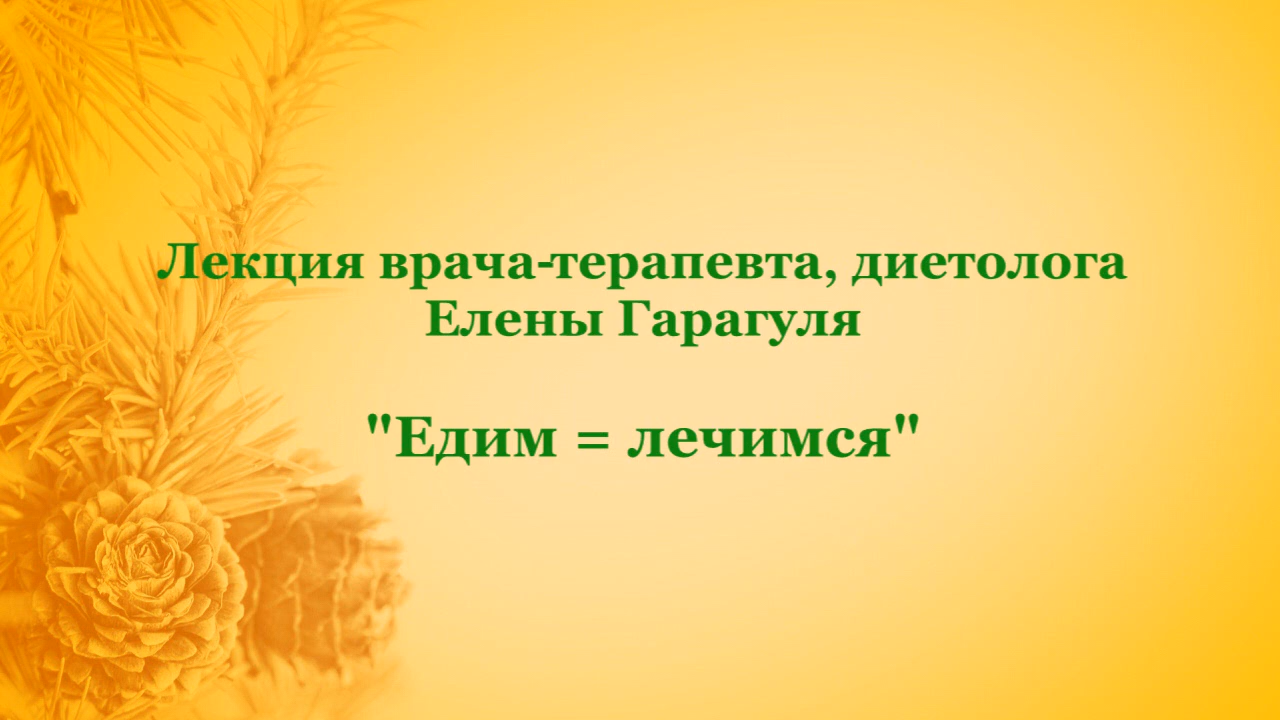 Лекция врача-терапевта, диетолога
Елены Гарагуля
"Едим = лечимся"